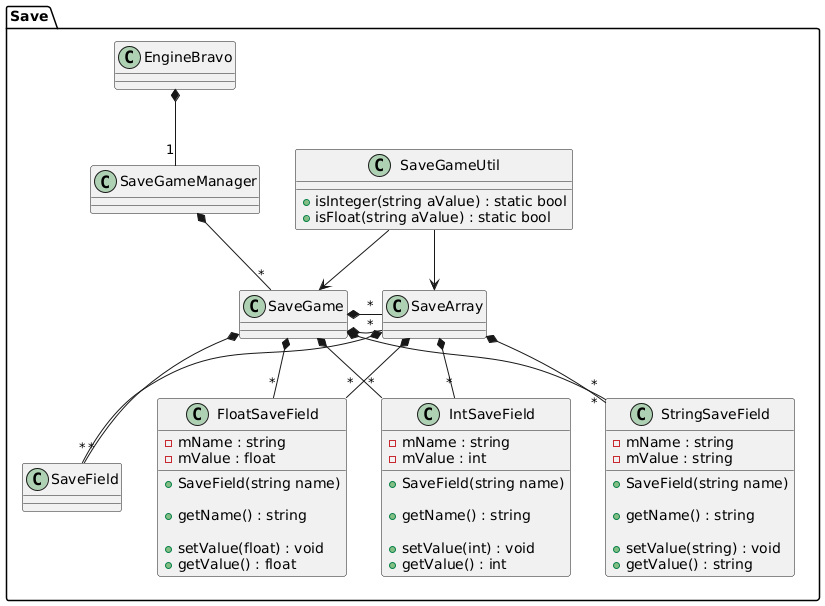 Save
C EngineBravo
1
C SaveGameManager
C SaveGameUtil
isInteger(string aValue) : static bool
isFloat(string aValue) : static bool
*
C SaveGame
*
*
C SaveArray
* * * * *
* *
* *
C SaveField
C FloatSaveField
mName : string
mValue : float
SaveField(string name)
getName() : string
setValue(float) : void
getValue() : float
C IntSaveField
mName : string
mValue : int
SaveField(string name)
getName() : string
setValue(int) : void
getValue() : int
C StringSaveField
mName : string
mValue : string
SaveField(string name)
getName() : string
setValue(string) : void
getValue() : string